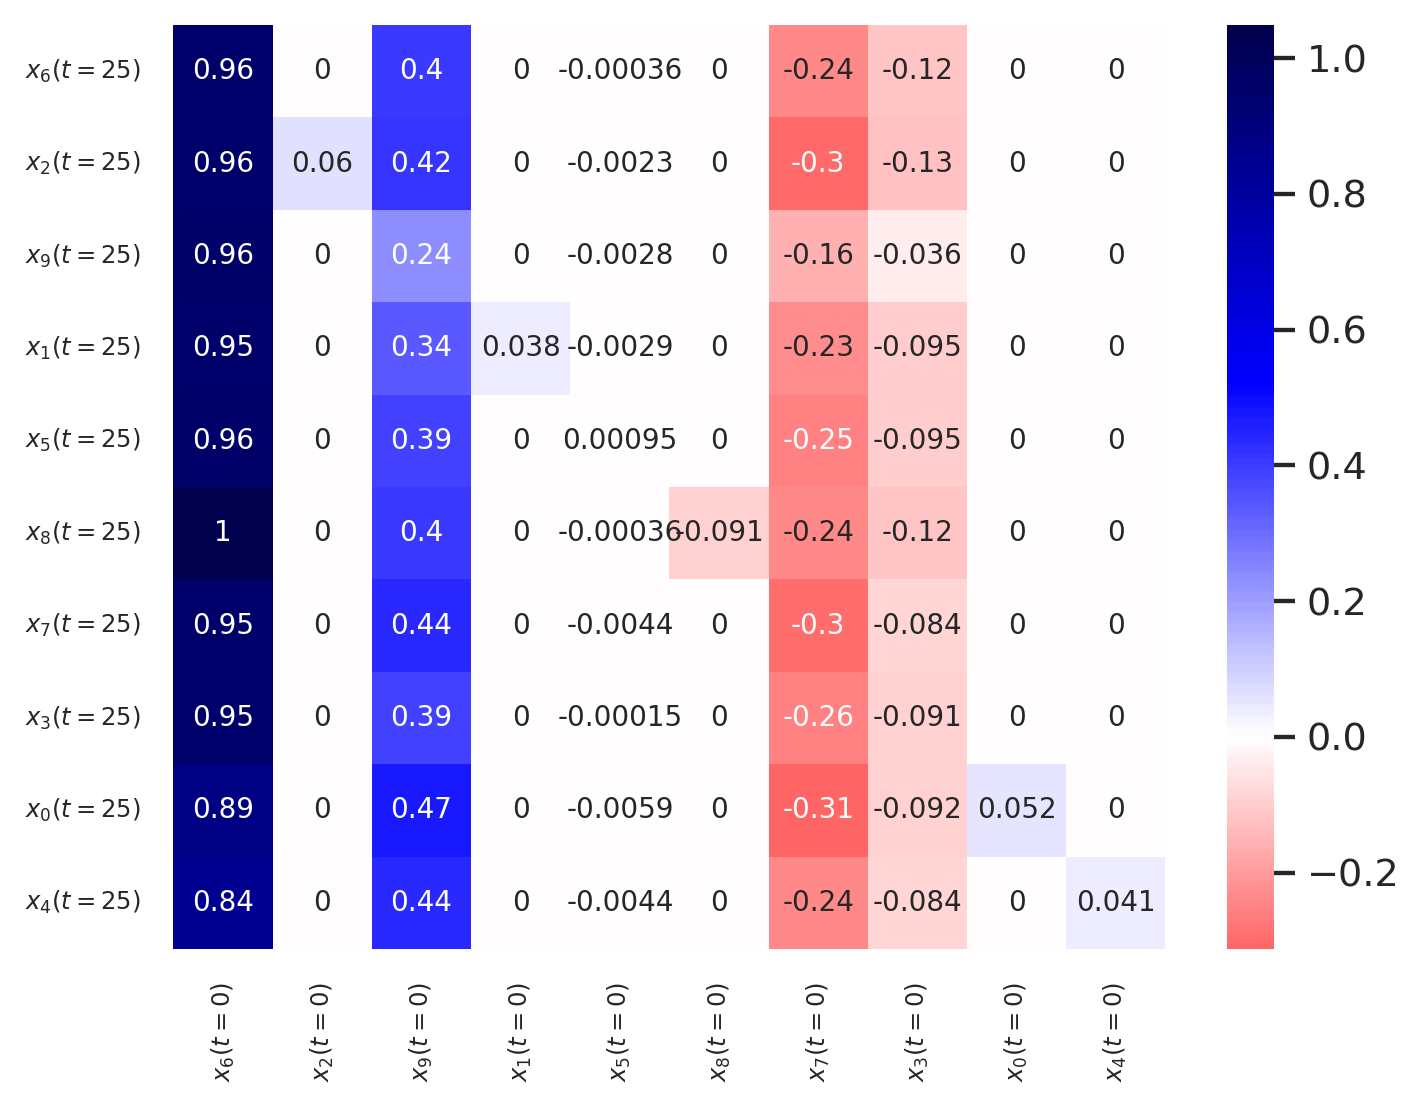 x6(t = 25) 0.96 0 0.4 0 -0.00036 0 -0.24 -0.12 0 0
x2(t = 25) 0.96 0.06 0.42 0 -0.0023 0 -0.3 -0.13 0 0
x9(t = 25) 0.96 0 0.24 0 -0.0028 0 -0.16 -0.036 0 0
x1(t = 25) 0.95 0 0.34 0.038 -0.0029 0 -0.23 -0.095 0 0
x5(t = 25) 0.96 0 0.39 0 0.00095 0 -0.25 -0.095 0 0
x8(t = 25) 1 0 0.4 0 -0.00036 -0.091 -0.24 -0.12 0 0
x7(t = 25) 0.95 0 0.44 0 -0.0044 0 -0.3 -0.084 0 0
x3(t = 25) 0.95 0 0.39 0 -0.00015 0 -0.26 -0.091 0 0
x0(t = 25) 0.89 0 0.47 0 -0.0059 0 -0.31 -0.092 0.052 0
x4(t = 25) 0.84 0 0.44 0 -0.0044 0 -0.24 -0.084 0 0.041
x6(t = 0) x2(t = 0) x9(t = 0) x1(t = 0) x5(t = 0) x8(t = 0) x7(t = 0) x3(t = 0) x0(t = 0) x4(t = 0)
1.0
0.8
0.6
0.4
0.2
0.0
−0.2